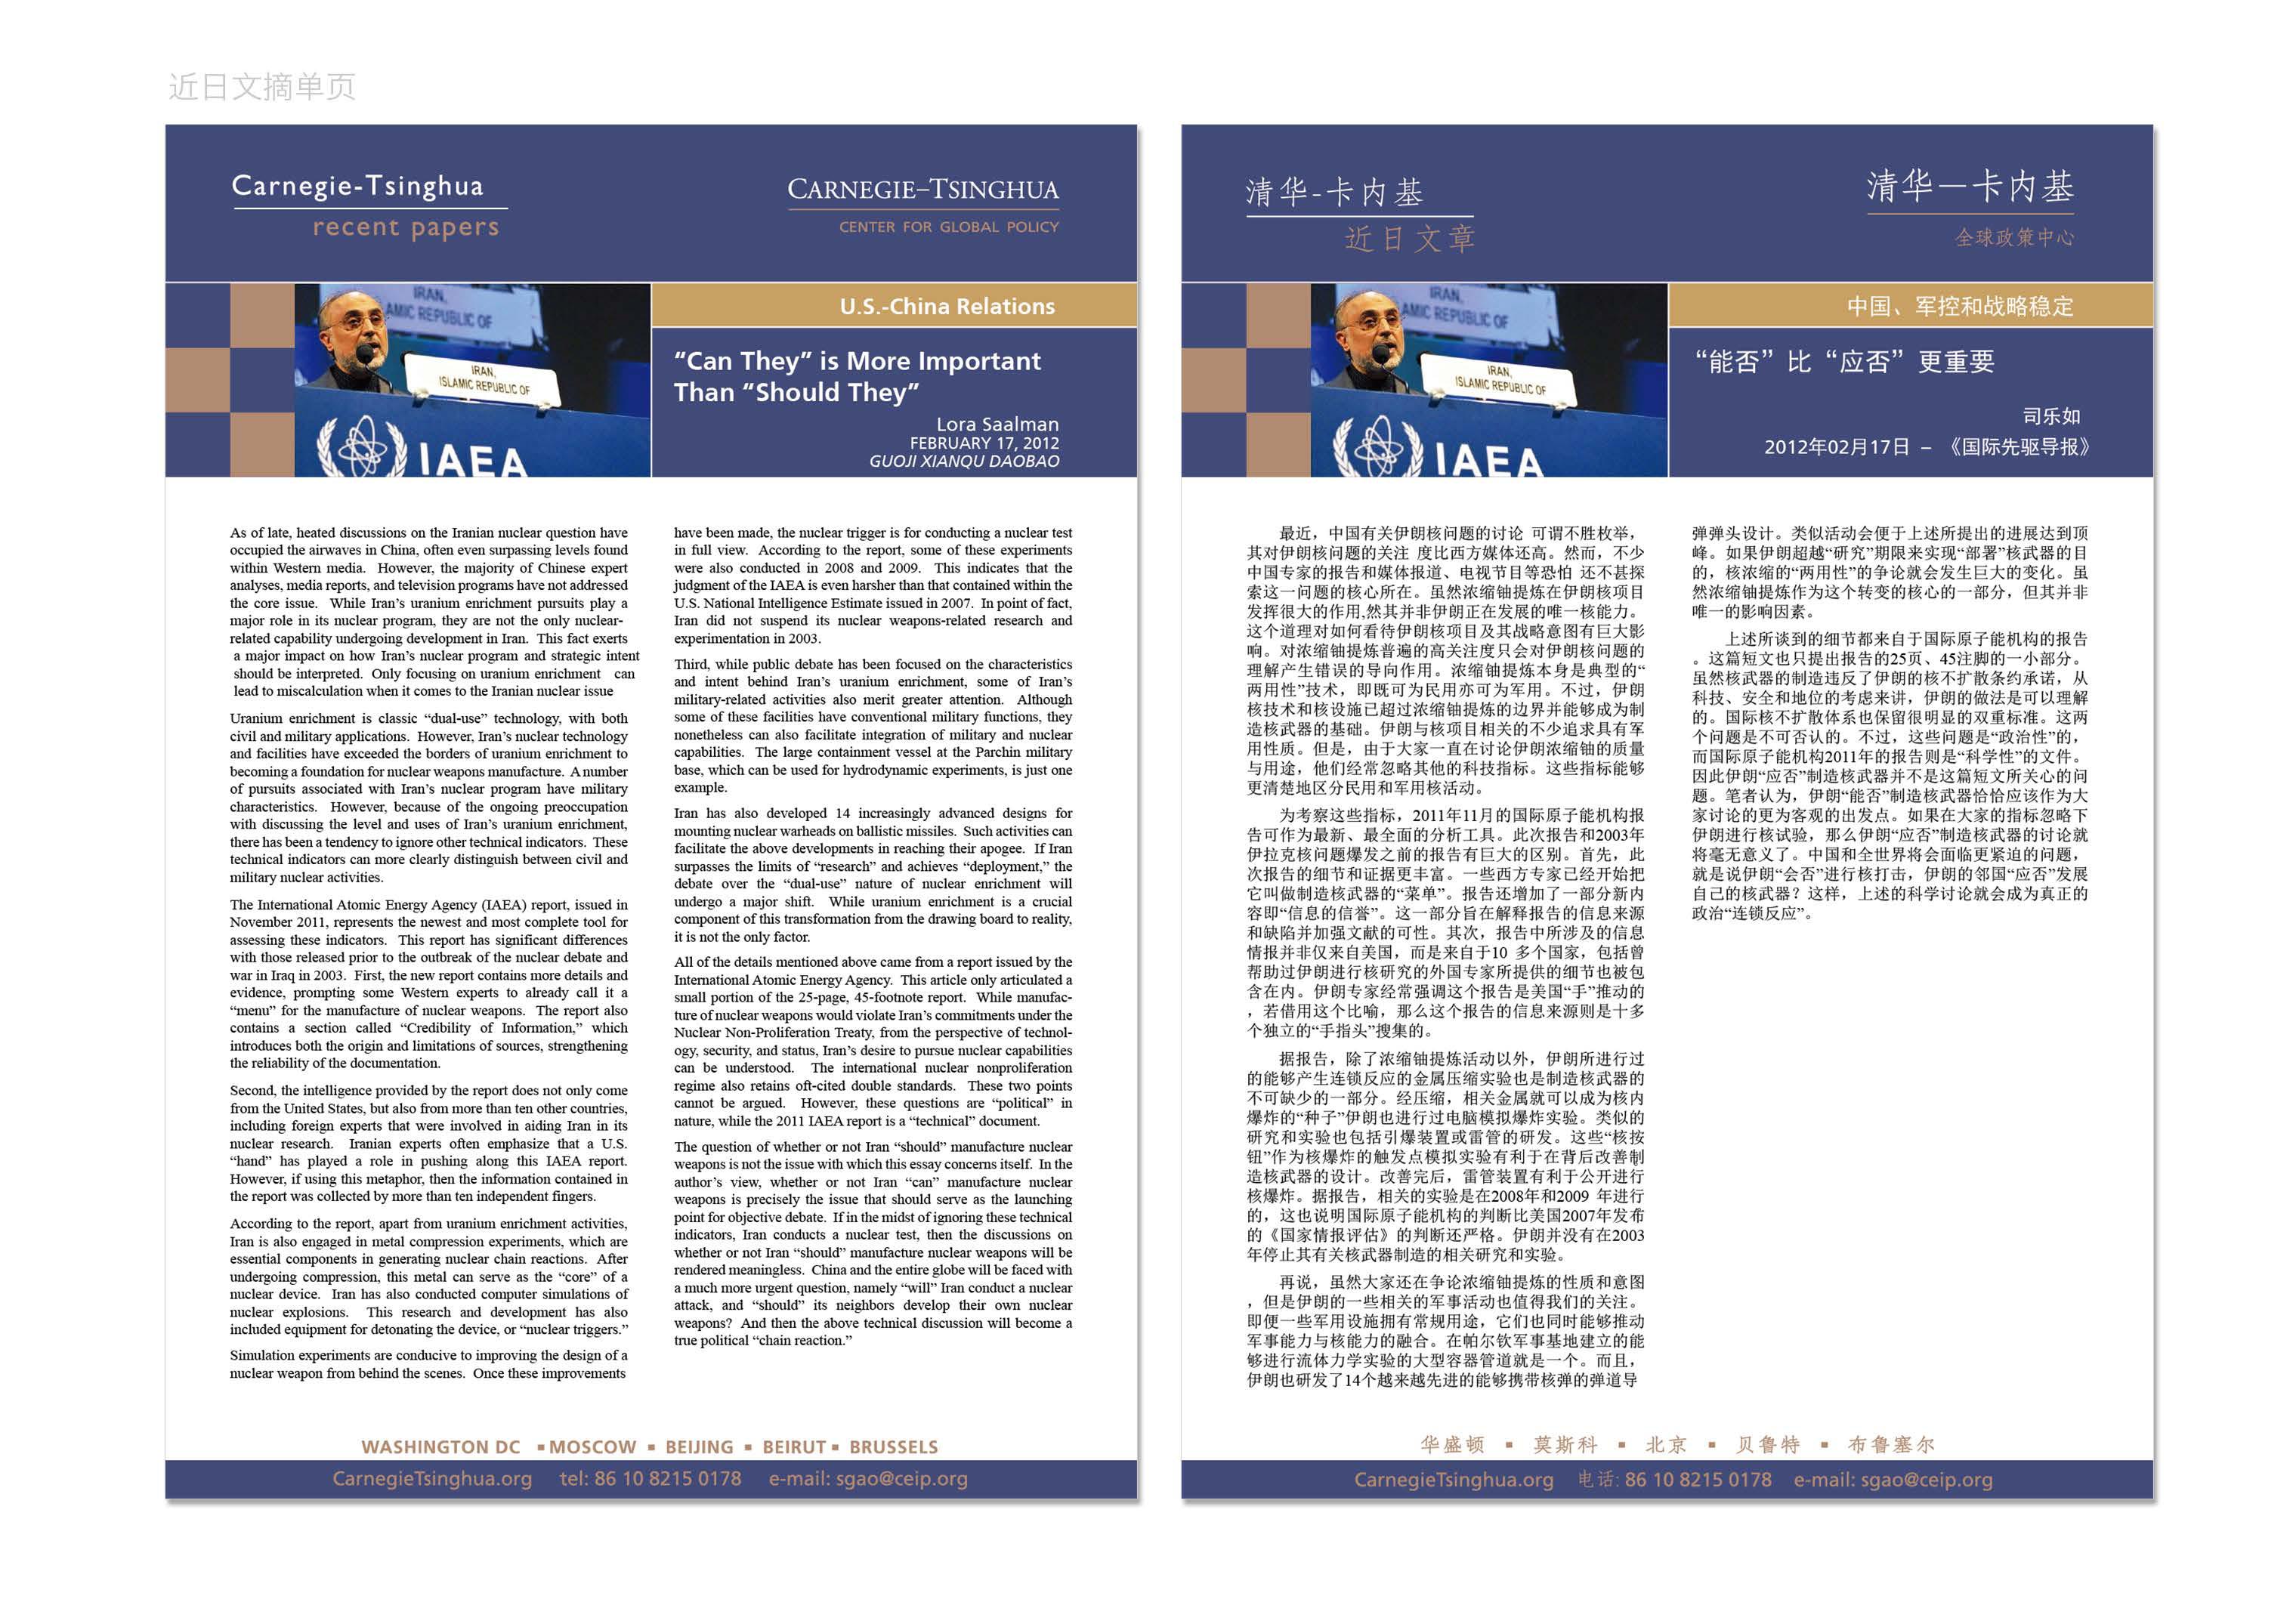 近日文摘单页
Carnegie-Tsinghua
recent papers
CARNEGIE–TSINGHUA
CENTER FOR GLOBAL POLICY
IRAN,
AMIC REPUBLIC OF
IRAN,
ISLAMIC REPUBLIC OF
IAEA
U.S.-China Relations
“Can They” is More Important
Than “Should They”
Lora Saalman
FEBRUARY 17, 2012
GUOJI XIANQU DAOBAO
As of late, heated discussions on the Iranian nuclear question have
occupied the airwaves in China, often even surpassing levels found
within Western media. However, the majority of Chinese expert
analyses, media reports, and television programs have not addressed
the core issue. While Iran’s uranium enrichment pursuits play a
major role in its nuclear program, they are not the only nuclear-
related capability undergoing development in Iran. This fact exerts
a major impact on how Iran’s nuclear program and strategic intent
should be interpreted. Only focusing on uranium enrichment can
lead to miscalculation when it comes to the Iranian nuclear issue
Uranium enrichment is classic “dual-use” technology, with both
civil and military applications. However, Iran’s nuclear technology
and facilities have exceeded the borders of uranium enrichment to
becoming a foundation for nuclear weapons manufacture. A number
of pursuits associated with Iran’s nuclear program have military
characteristics. However, because of the ongoing preoccupation
with discussing the level and uses of Iran’s uranium enrichment,
there has been a tendency to ignore other technical indicators. These
technical indicators can more clearly distinguish between civil and
military nuclear activities.
The International Atomic Energy Agency (IAEA) report, issued in
November 2011, represents the newest and most complete tool for
assessing these indicators. This report has significant differences
with those released prior to the outbreak of the nuclear debate and
war in Iraq in 2003. First, the new report contains more details and
evidence, prompting some Western experts to already call it a
“menu” for the manufacture of nuclear weapons. The report also
contains a section called “Credibility of Information,” which
introduces both the origin and limitations of sources, strengthening
the reliability of the documentation.
Second, the intelligence provided by the report does not only come
from the United States, but also from more than ten other countries,
including foreign experts that were involved in aiding Iran in its
nuclear research. Iranian experts often emphasize that a U.S.
“hand” has played a role in pushing along this IAEA report.
However, if using this metaphor, then the information contained in
the report was collected by more than ten independent fingers.
According to the report, apart from uranium enrichment activities,
Iran is also engaged in metal compression experiments, which are
essential components in generating nuclear chain reactions. After
undergoing compression, this metal can serve as the “core” of a
nuclear device. Iran has also conducted computer simulations of
nuclear explosions. This research and development has also
included equipment for detonating the device, or “nuclear triggers.”
Simulation experiments are conducive to improving the design of a
nuclear weapon from behind the scenes. Once these improvements
have been made, the nuclear trigger is for conducting a nuclear test
in full view. According to the report, some of these experiments
were also conducted in 2008 and 2009. This indicates that the
judgment of the IAEA is even harsher than that contained within the
U.S. National Intelligence Estimate issued in 2007. In point of fact,
Iran did not suspend its nuclear weapons-related research and
experimentation in 2003.
Third, while public debate has been focused on the characteristics
and intent behind Iran’s uranium enrichment, some of Iran’s
military-related activities also merit greater attention. Although
some of these facilities have conventional military functions, they
nonetheless can also facilitate integration of military and nuclear
capabilities. The large containment vessel at the Parchin military
base, which can be used for hydrodynamic experiments, is just one
example.
Iran has also developed 14 increasingly advanced designs for
mounting nuclear warheads on ballistic missiles. Such activities can
facilitate the above developments in reaching their apogee. If Iran
surpasses the limits of “research” and achieves “deployment,” the
debate over the “dual-use” nature of nuclear enrichment will
undergo a major shift. While uranium enrichment is a crucial
component of this transformation from the drawing board to reality,
it is not the only factor.
All of the details mentioned above came from a report issued by the
International Atomic Energy Agency. This article only articulated a
small portion of the 25-page, 45-footnote report. While manufac-
ture of nuclear weapons would violate Iran’s commitments under the
Nuclear Non-Proliferation Treaty, from the perspective of technol-
ogy, security, and status, Iran’s desire to pursue nuclear capabilities
can be understood. The international nuclear nonproliferation
regime also retains oft-cited double standards. These two points
cannot be argued. However, these questions are “political” in
nature, while the 2011 IAEA report is a “technical” document.
The question of whether or not Iran “should” manufacture nuclear
weapons is not the issue with which this essay concerns itself. In the
author’s view, whether or not Iran “can” manufacture nuclear
weapons is precisely the issue that should serve as the launching
point for objective debate. If in the midst of ignoring these technical
indicators, Iran conducts a nuclear test, then the discussions on
whether or not Iran “should” manufacture nuclear weapons will be
rendered meaningless. China and the entire globe will be faced with
a much more urgent question, namely “will” Iran conduct a nuclear
attack, and “should” its neighbors develop their own nuclear
weapons? And then the above technical discussion will become a
true political “chain reaction.”
WASHINGTON DC ▪ MOSCOW ▪ BEIJING ▪ BEIRUT ▪ BRUSSELS
CarnegieTsinghua.org tel: 86 10 8215 0178 e-mail: sgao@ceip.org
清华-卡内基
近日文章
清华—卡内基
全球政策中心
IRAN,
AMIC REPUBLIC OF
IRAN,
ISLAMIC REPUBLIC OF
IAEA
中国、军控和战略稳定
“能否”比“应否”更重要
司乐如
2012年02月17日 – 《国际先驱导报》
最近，中国有关伊朗核问题的讨论 可谓不胜枚举，
其对伊朗核问题的关注 度比西方媒体还高。然而，不少
中国专家的报告和媒体报道、电视节目等恐怕 还不甚探
索这一问题的核心所在。虽然浓缩铀提炼在伊朗核项目
发挥很大的作用,然其并非伊朗正在发展的唯一核能力。
这个道理对如何看待伊朗核项目及其战略意图有巨大影
响。对浓缩铀提炼普遍的高关注度只会对伊朗核问题的
理解产生错误的导向作用。浓缩铀提炼本身是典型的“
两用性”技术，即既可为民用亦可为军用。不过，伊朗
核技术和核设施已超过浓缩铀提炼的边界并能够成为制
造核武器的基础。伊朗与核项目相关的不少追求具有军
用性质。但是，由于大家一直在讨论伊朗浓缩铀的质量
与用途，他们经常忽略其他的科技指标。这些指标能够
更清楚地区分民用和军用核活动。
为考察这些指标，2011年11月的国际原子能机构报
告可作为最新、最全面的分析工具。此次报告和2003年
伊拉克核问题爆发之前的报告有巨大的区别。首先，此
次报告的细节和证据更丰富。一些西方专家已经开始把
它叫做制造核武器的“菜单”。报告还增加了一部分新内
容即“信息的信誉”。这一部分旨在解释报告的信息来源
和缺陷并加强文献的可性。其次，报告中所涉及的信息
情报并非仅来自美国，而是来自于10 多个国家，包括曾
帮助过伊朗进行核研究的外国专家所提供的细节也被包
含在内。伊朗专家经常强调这个报告是美国“手”推动的
，若借用这个比喻，那么这个报告的信息来源则是十多
个独立的“手指头”搜集的。
据报告，除了浓缩铀提炼活动以外，伊朗所进行过
的能够产生连锁反应的金属压缩实验也是制造核武器的
不可缺少的一部分。经压缩，相关金属就可以成为核内
爆炸的“种子”伊朗也进行过电脑模拟爆炸实验。类似的
研究和实验也包括引爆装置或雷管的研发。这些“核按
钮”作为核爆炸的触发点模拟实验有利于在背后改善制
造核武器的设计。改善完后，雷管装置有利于公开进行
核爆炸。据报告，相关的实验是在2008年和2009 年进行
的，这也说明国际原子能机构的判断比美国2007年发布
的《国家情报评估》的判断还严格。伊朗并没有在2003
年停止其有关核武器制造的相关研究和实验。
再说，虽然大家还在争论浓缩铀提炼的性质和意图
，但是伊朗的一些相关的军事活动也值得我们的关注。
即便一些军用设施拥有常规用途，它们也同时能够推动
军事能力与核能力的融合。在帕尔钦军事基地建立的能
够进行流体力学实验的大型容器管道就是一个。而且，
伊朗也研发了14个越来越先进的能够携带核弹的弹道导
弹弹头设计。类似活动会便于上述所提出的进展达到顶
峰。如果伊朗超越“研究”期限来实现“部署”核武器的目
的，核浓缩的“两用性”的争论就会发生巨大的变化。虽
然浓缩铀提炼作为这个转变的核心的一部分，但其并非
唯一的影响因素。
上述所谈到的细节都来自于国际原子能机构的报告
。这篇短文也只提出报告的25页、45注脚的一小部分。
虽然核武器的制造违反了伊朗的核不扩散条约承诺，从
科技、安全和地位的考虑来讲，伊朗的做法是可以理解
的。国际核不扩散体系也保留很明显的双重标准。这两
个问题是不可否认的。不过，这些问题是“政治性”的，
而国际原子能机构2011年的报告则是“科学性”的文件。
因此伊朗“应否”制造核武器并不是这篇短文所关心的问
题。笔者认为，伊朗“能否”制造核武器恰恰应该作为大
家讨论的更为客观的出发点。如果在大家的指标忽略下
伊朗进行核试验，那么伊朗“应否”制造核武器的讨论就
将毫无意义了。中国和全世界将会面临更紧迫的问题，
就是说伊朗“会否”进行核打击，伊朗的邻国“应否”发展
自己的核武器？这样，上述的科学讨论就会成为真正的
政治“连锁反应”。
华盛顿 ▪ 莫斯科 ▪ 北京 ▪ 贝鲁特 ▪ 布鲁塞尔
CarnegieTsinghua.org 电话: 86 10 8215 0178 e-mail: sgao@ceip.org